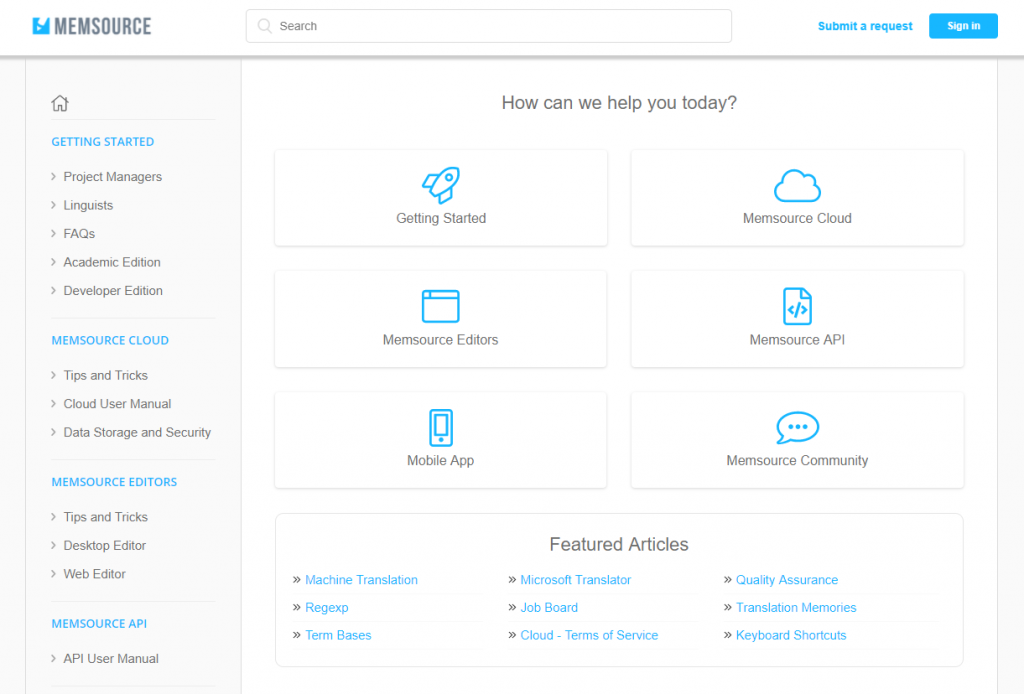 MEMSOURCE
Search
Submit a request
Sign in
GETTING STARTED
Project Managers
Linguists
FAQs
Academic Edition
Developer Edition
MEMSOURCE CLOUD
Tips and Tricks
Cloud User Manual
Data Storage and Security
MEMSOURCE EDITORS
Tips and Tricks
Desktop Editor
Web Editor
MEMSOURCE API
API User Manual
How can we help you today?
Getting Started
Memsource Cloud
Memsource Editors
Memsource API
Mobile App
Memsource Community
Featured Articles
» Machine Translation
» Microsoft Translator
» Quality Assurance
» Regexp
» Job Board
» Translation Memories
» Term Bases
» Cloud - Terms of Service
» Keyboard Shortcuts